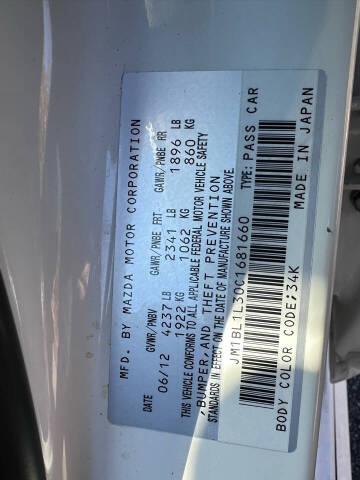 MFD. BY MAZDA MOTOR CORPORATION
DATE GVWR/PNBV GAWR/PNBE FRT. GAWR/PNBE RR
06/12 4237LB 2341 LB 1896 LB
1922 KG 1062 KG 860 KG
THIS VEHICLE CONFORMS TO ALL APPLICABLE FEDERAL MOTOR VEHICLE SAFETY
,BUMPER,AND THEFT PREVENTION
STANDARDS IN EFFECT ON THE DATE OF MANUFACTURE SHOWN ABOVE.
JM1BL1L30C1681660 TYPE:PASS CAR
MADE IN JAPAN
BODY COLOR CODE;34K